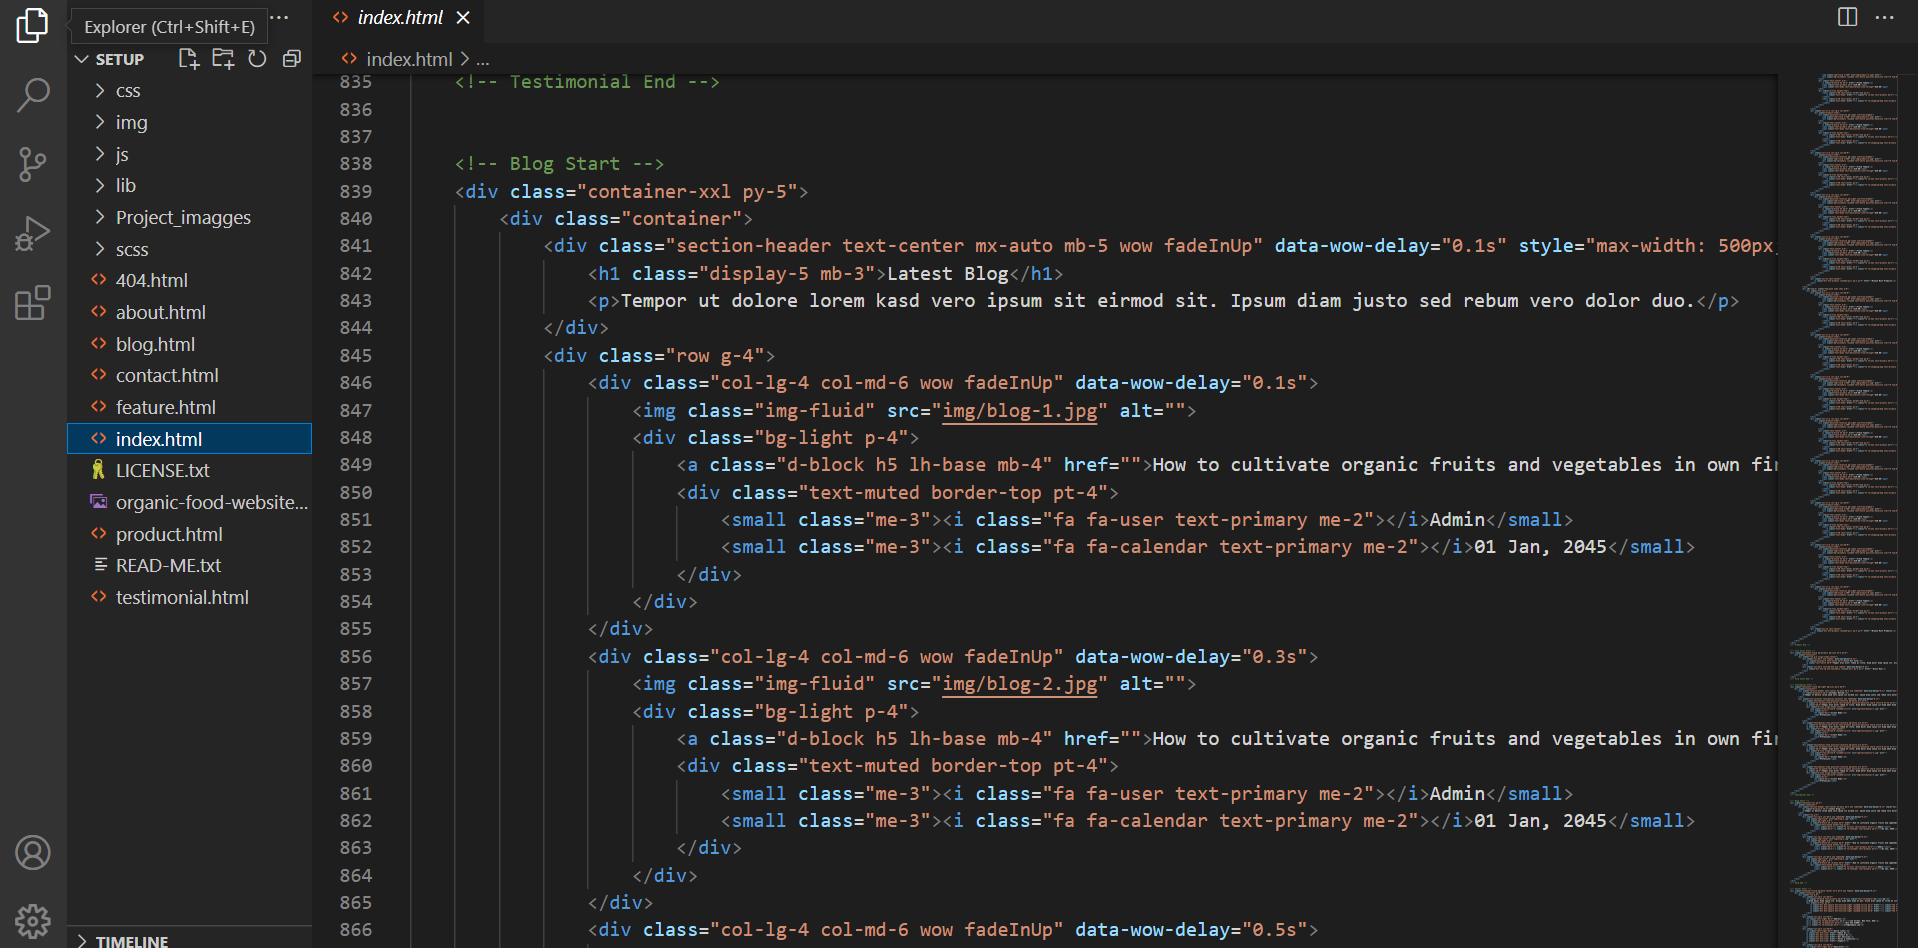 Explorer (Ctrl+Shift+E)
SETUP
css
img
js
lib
Project_imagges
scss
404.html
about.html
blog.html
contact.html
feature.html
index.html
LICENSE.txt
organic-food-website...
product.html
READ-ME.txt
testimonial.html
TIMELINE
index.html
index.html > ...
835 <!-- Testimonial End -->
836
837
838 <!-- Blog Start -->
839 <div class="container-xxl py-5">
840 <div class="container">
841 <div class="section-header text-center mx-auto mb-5 wow fadeInUp" data-wow-delay="0.1s" style="max-width: 500px;
842 <h1 class="display-5 mb-3">Latest Blog</h1>
843 <p>Tempor ut dolore lorem kasd vero ipsum sit eirmod sit. Ipsum diam justo sed rebum vero dolor duo.</p>
844 </div>
845 <div class="row g-4">
846 <div class="col-lg-4 col-md-6 wow fadeInUp" data-wow-delay="0.1s">
847 <img class="img-fluid" src="img/blog-1.jpg" alt="">
848 <div class="bg-light p-4">
849 <a class="d-block h5 lh-base mb-4" href="">How to cultivate organic fruits and vegetables in own fi
850 <div class="text-muted border-top pt-4">
851 <small class="me-3"><i class="fa fa-user text-primary me-2"></i>Admin</small>
852 <small class="me-3"><i class="fa fa-calendar text-primary me-2"></i>01 Jan, 2045</small>
853 </div>
854 </div>
855 </div>
856 <div class="col-lg-4 col-md-6 wow fadeInUp" data-wow-delay="0.3s">
857 <img class="img-fluid" src="img/blog-2.jpg" alt="">
858 <div class="bg-light p-4">
859 <a class="d-block h5 lh-base mb-4" href="">How to cultivate organic fruits and vegetables in own fi
860 <div class="text-muted border-top pt-4">
861 <small class="me-3"><i class="fa fa-user text-primary me-2"></i>Admin</small>
862 <small class="me-3"><i class="fa fa-calendar text-primary me-2"></i>01 Jan, 2045</small>
863 </div>
864 </div>
865 </div>
866 <div class="col-lg-4 col-md-6 wow fadeInUp" data-wow-delay="0.5s">